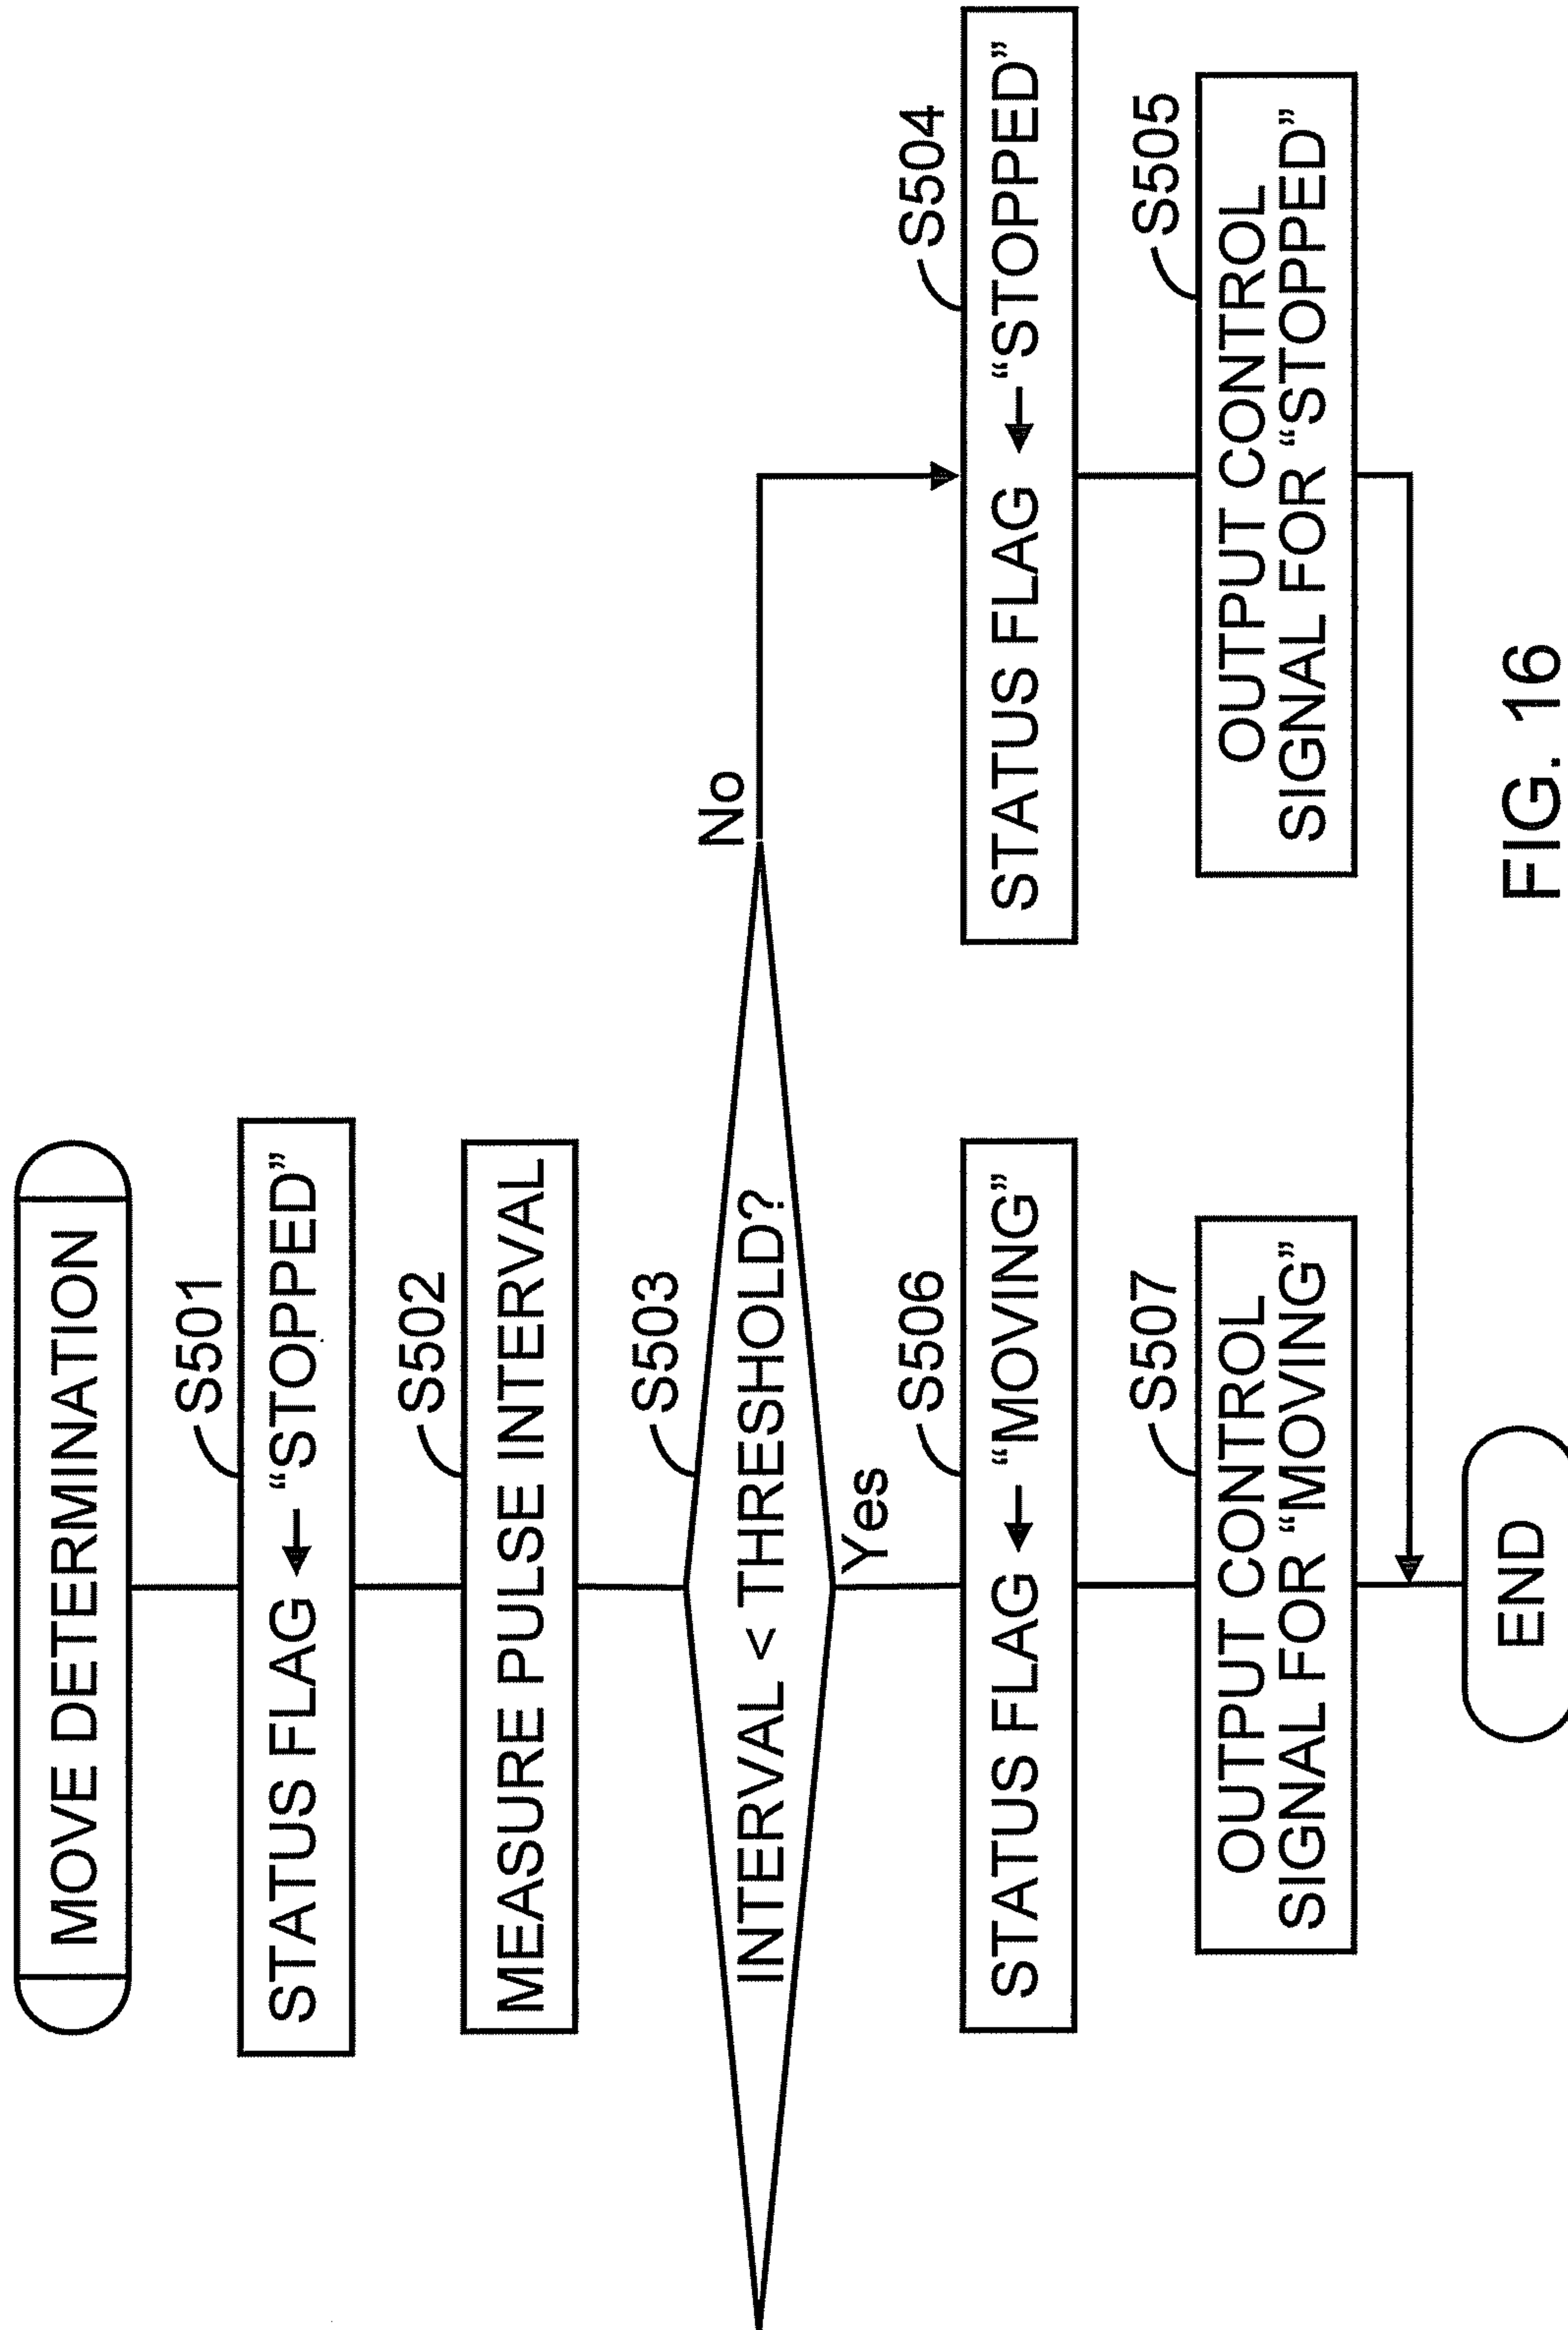 MOVE DETERMINATION
S501
STATUS FLAG ← “STOPPED”
S502
MEASURE PULSE INTERVAL
S503
INTERVAL < THRESHOLD?
No
Yes
S504
STATUS FLAG ← “STOPPED”
S505
OUTPUT CONTROL
SIGNAL FOR “STOPPED”
S506
STATUS FLAG ← “MOVING”
S507
OUTPUT CONTROL
SIGNAL FOR “MOVING”
END
FIG. 16